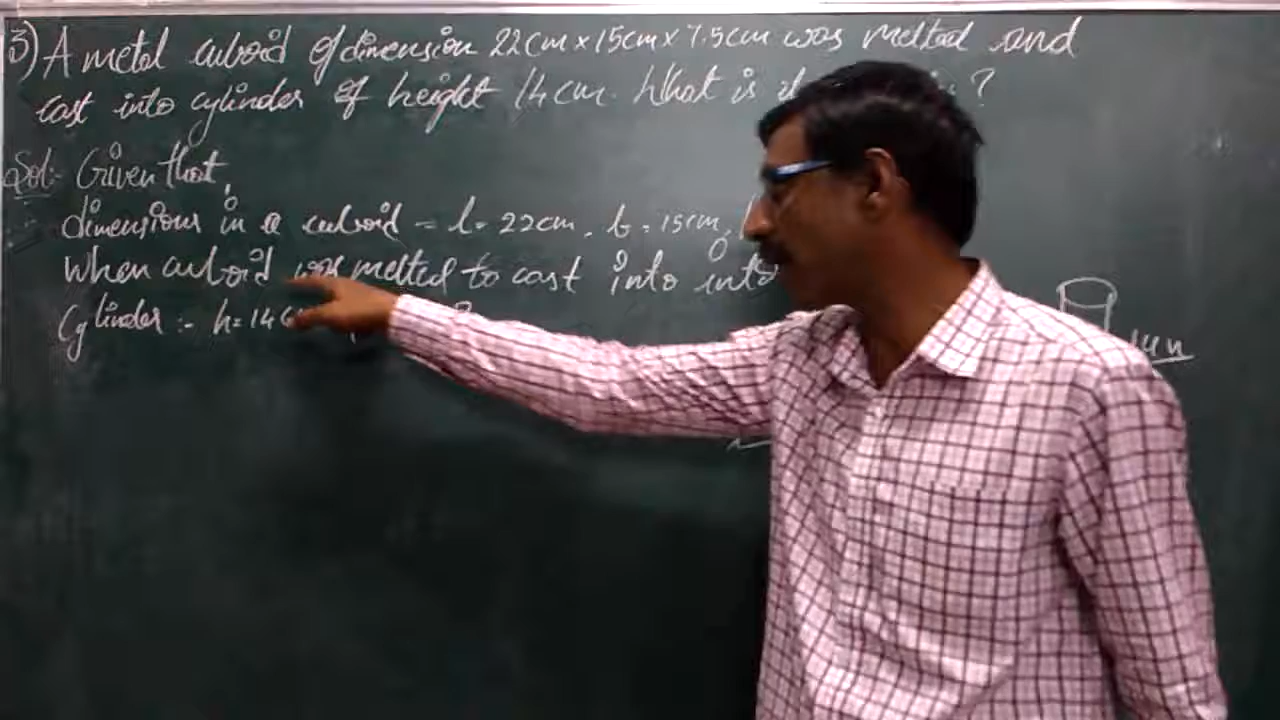 3) A metal cuboid of dimension 22cm × 15cm × 7.5cm was melted and
cast into cylinder of height 14cm. What is ?
Sol:- Given that,
dimensions in a cuboid = l = 22cm, b = 15cm,
When cuboid was melted to cast into into
Cylinder :- h = 14
14cm